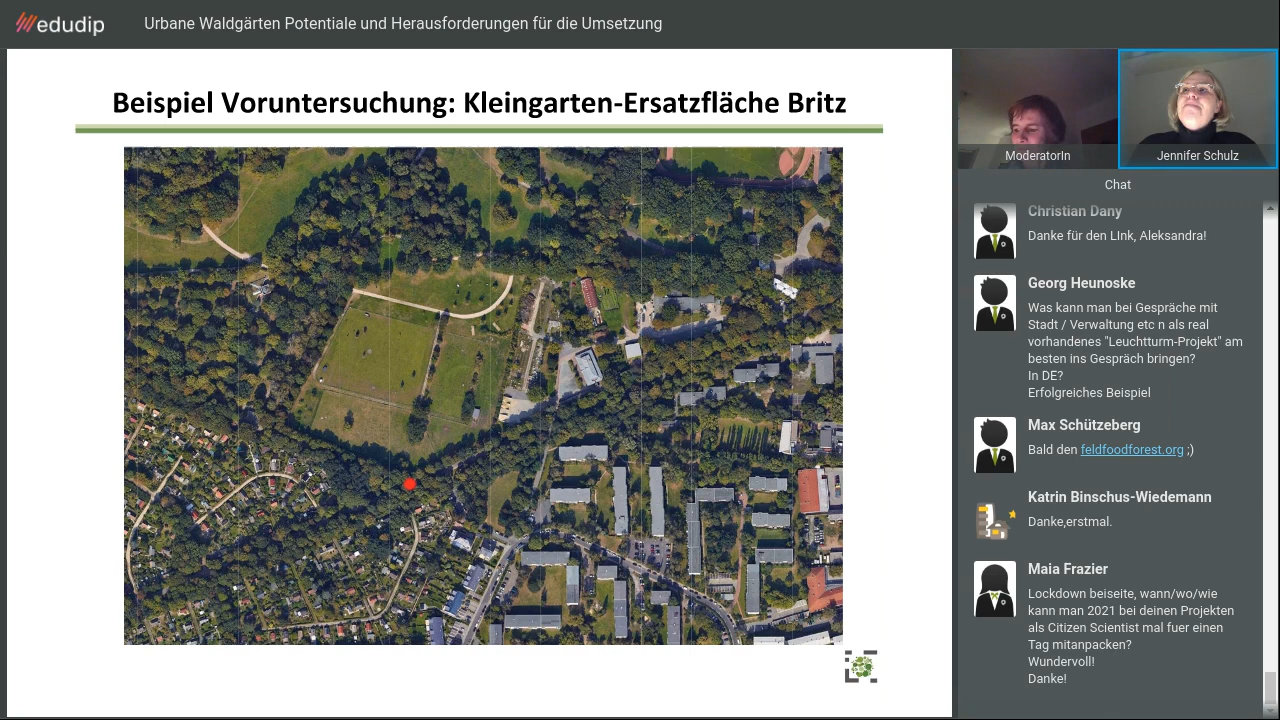 edudip
Urbane Waldgärten Potentiale und Herausforderungen für die Umsetzung
Beispiel Voruntersuchung: Kleingarten-Ersatzfläche Britz
ModeratorIn
Jennifer Schulz
Chat
Christian Dany
Danke für den LInk, Aleksandra!
Georg Heunoske
Was kann man bei Gespräche mit
Stadt / Verwaltung etc n als real
vorhandenes "Leuchtturm-Projekt" am
besten ins Gespräch bringen?
In DE?
Erfolgreiches Beispiel
Max Schützeberg
Bald den feldfoodforest.org ;)
Katrin Binschus-Wiedemann
Danke,erstmal.
Maia Frazier
Lockdown beiseite, wann/wo/wie
kann man 2021 bei deinen Projekten
als Citizen Scientist mal fuer einen
Tag mitanpacken?
Wundervoll!
Danke!